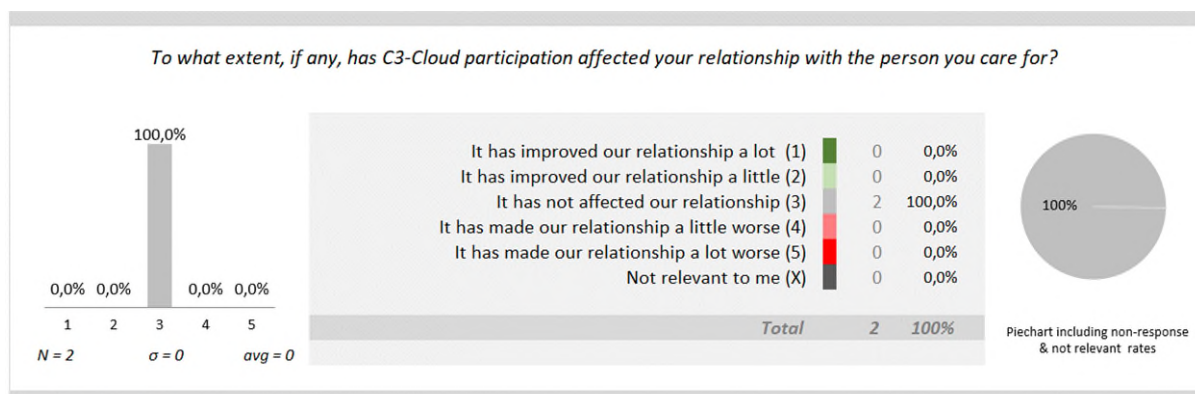 To what extent, if any, has C3-Cloud participation affected your relationship with the person you care for?
100,0%
0,0% 0,0% 0,0% 0,0%
1 2 3 4 5
N = 2 σ = 0 avg = 0
It has improved our relationship a lot (1) 0 0,0%
It has improved our relationship a little (2) 0 0,0%
It has not affected our relationship (3) 2 100,0%
It has made our relationship a little worse (4) 0 0,0%
It has made our relationship a lot worse (5) 0 0,0%
Not relevant to me (X) 0 0,0%
Total 2 100%
100%
Piechart including non-response
& not relevant rates